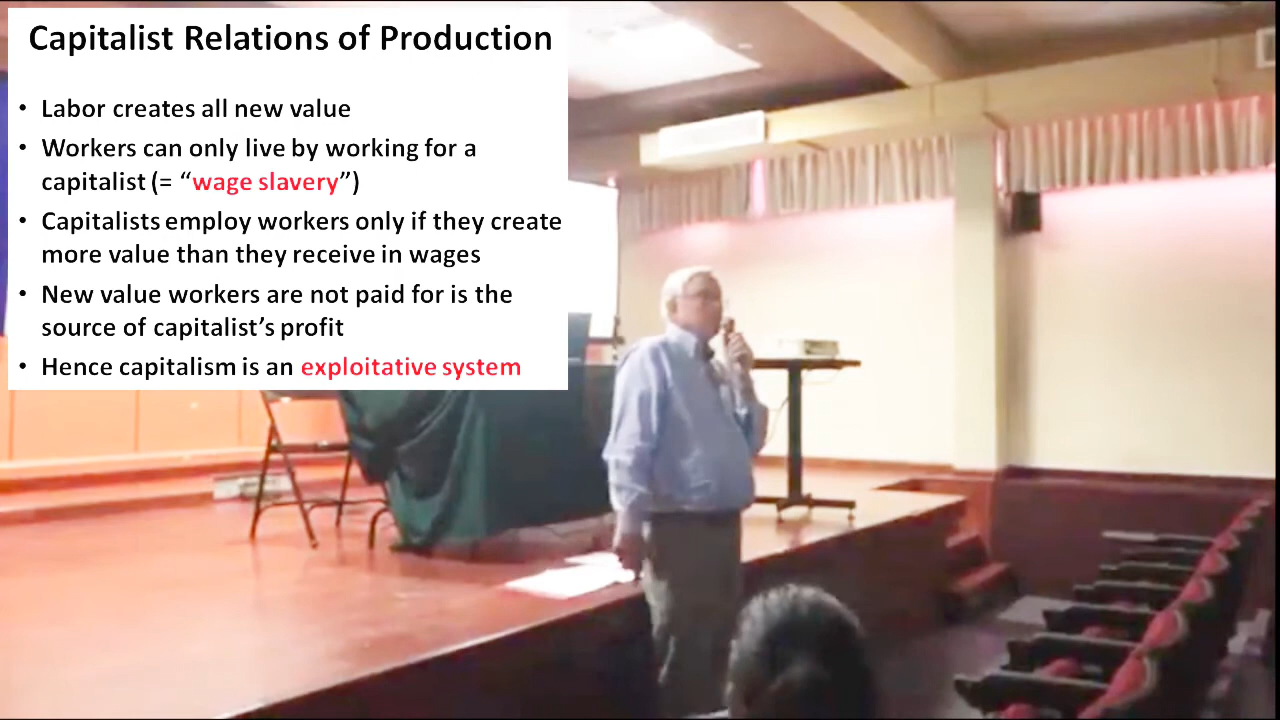 Capitalist Relations of Production
• Labor creates all new value
• Workers can only live by working for a
capitalist (= “wage slavery”)
• Capitalists employ workers only if they create
more value than they receive in wages
• New value workers are not paid for is the
source of capitalist’s profit
• Hence capitalism is an exploitative system